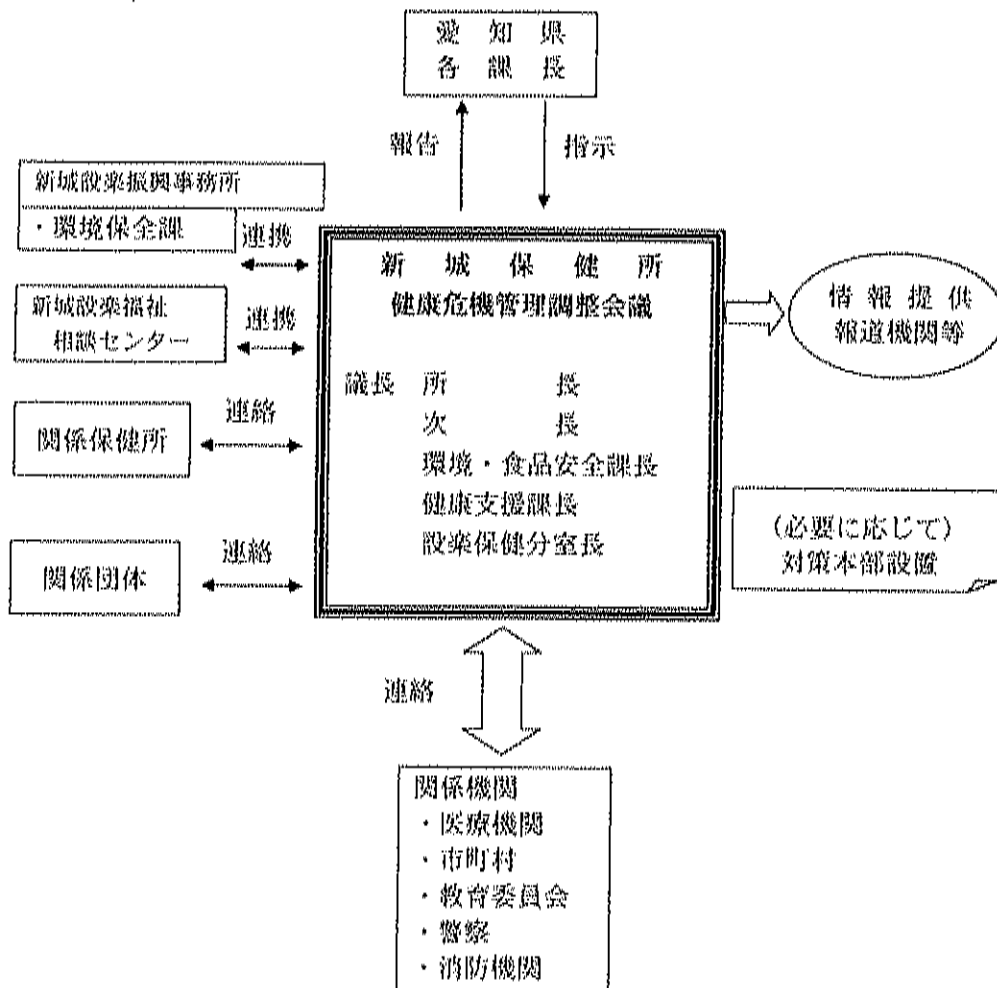 愛知県
各課長
報告
指示
新城設楽振興事務所
・環境保全課
連携
新城設楽福祉
相談センター
連携
関係保健所
連絡
関係団体
連絡
新城保健所
健康危機管理調整会議
議長 所長
次長
環境・食品安全課長
健康支援課長
設楽保健分室長
情報提供
報道機関等
(必要に応じて)
対策本部設置
連絡
関係機関
・医療機関
・市町村
・教育委員会
・警察
・消防機関